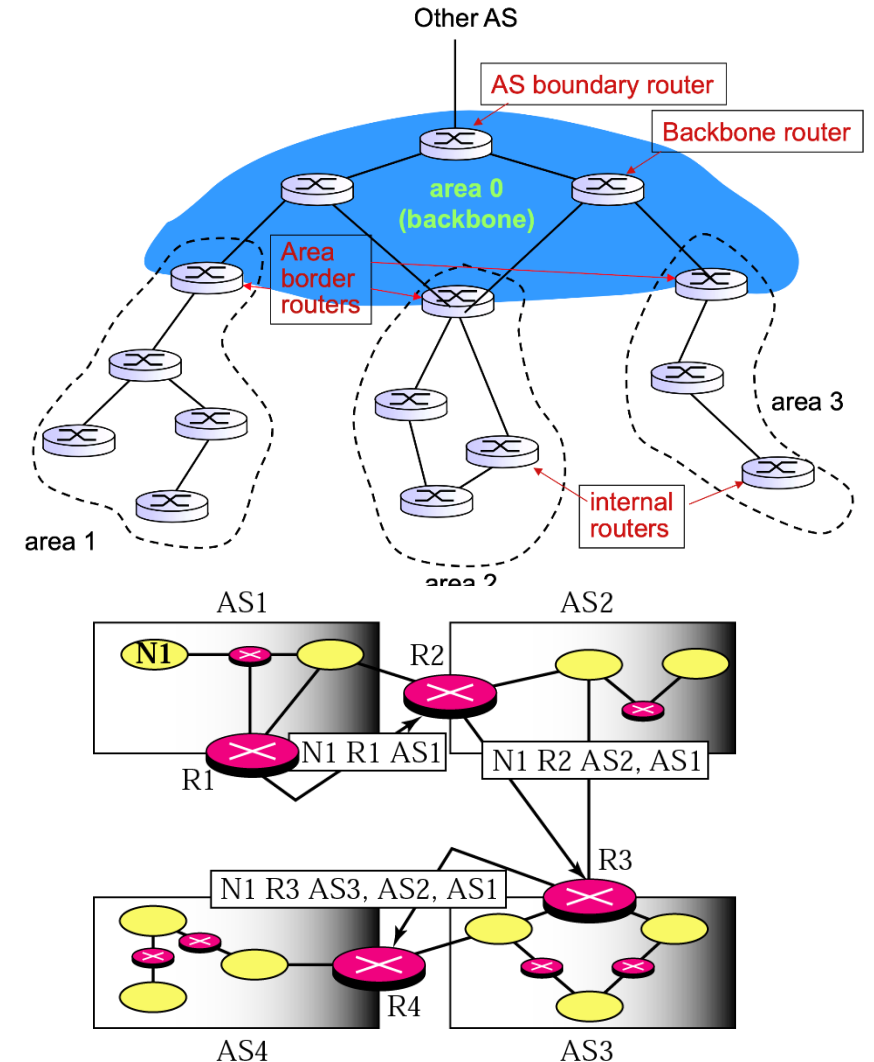 Other AS
AS boundary router
Backbone router
area 0
(backbone)
Area
border
routers
area 3
internal
routers
area 1
area 2
AS1
AS2
N1
R2
N1 R1 AS1
N1 R2 AS2, AS1
R1
R3
N1 R3 AS3, AS2, AS1
R4
AS4
AS3